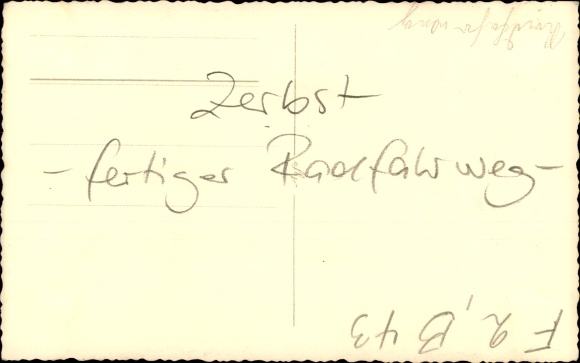 Zerbst
- fertiger Radfahrweg -
F 2, B 43